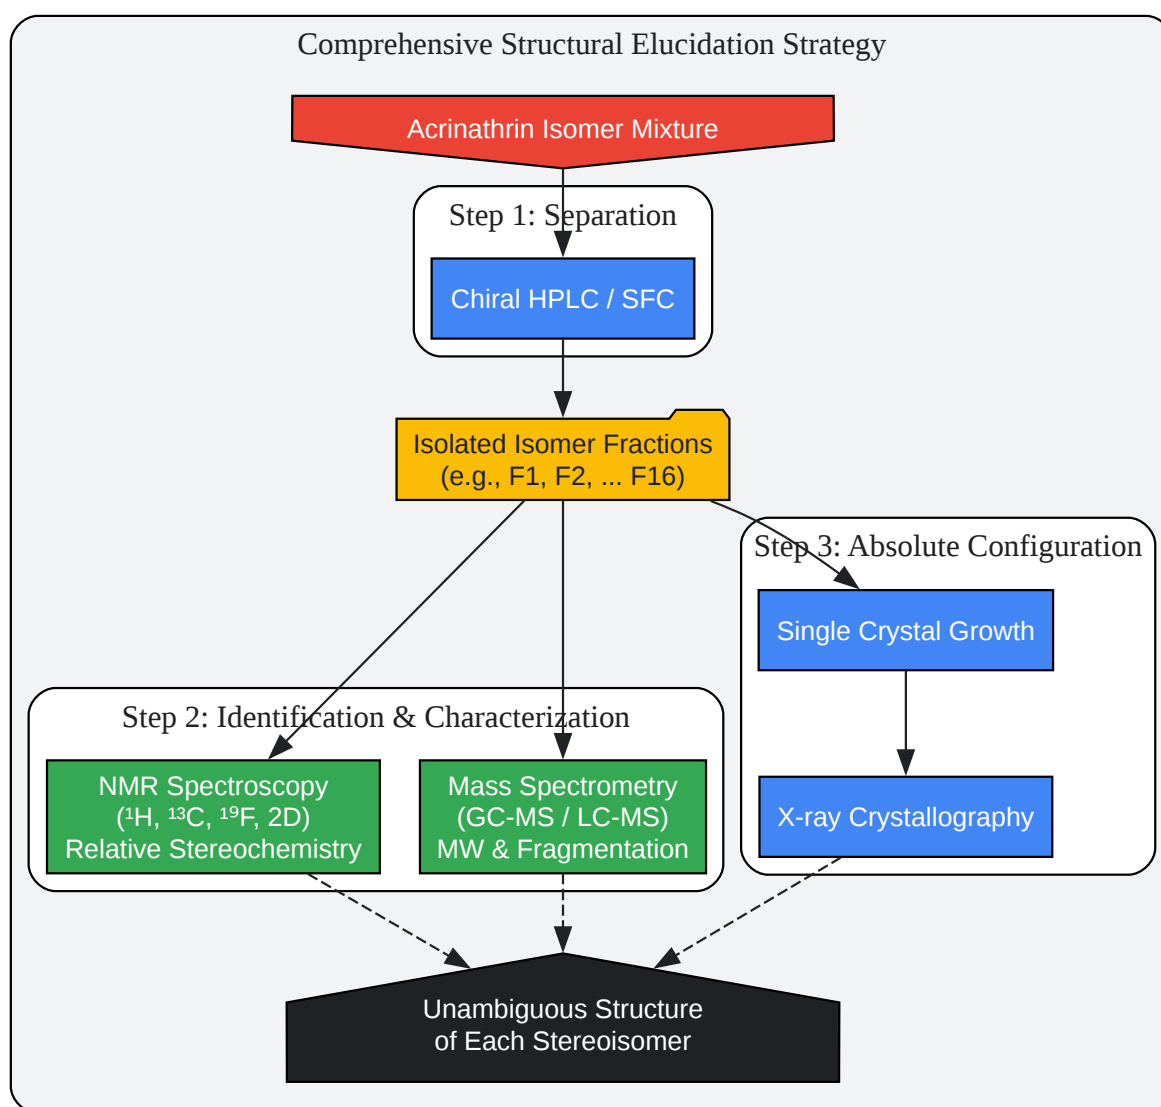 Comprehensive Structural Elucidation Strategy
Acrinathrin Isomer Mixture
Step 1: Separation
Chiral HPLC / SFC
Isolated Isomer Fractions
(e.g., F1, F2, ... F16)
Step 3: Absolute Configuration
Single Crystal Growth
X-ray Crystallography
Step 2: Identification & Characterization
NMR Spectroscopy
(¹H, ¹³C, ¹⁹F, 2D)
Relative Stereochemistry
Mass Spectrometry
(GC-MS / LC-MS)
MW & Fragmentation
Unambiguous Structure
of Each Stereoisomer